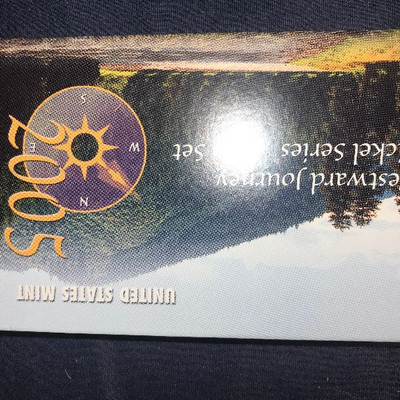 UNITED STATES MINT
2005
N
W
E
S
estward Journey
ickel Series
Set